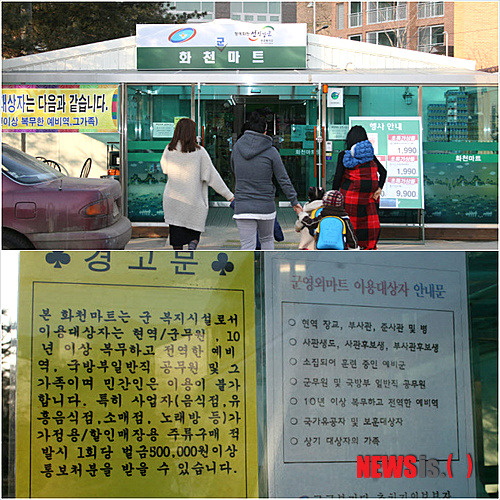 군
화천마트
대상자는 다음과 같습니다.
이상 복무한 예비역, 그가족)
행사 안내
1,990
1,990
9,900
화천마트
♣ 경고문 ♣
본 화천마트는 군 복지시설로서
이용대상자는 현역/군무원, 10
년 이상 복무하고 전역한 예비
역, 국방부일반직 공무원 및 그
가족이며 민간인은 이용이 불가
합니다. 특히 사업자(음식점,유
흥음식점,소매점, 노래방 등)가
가정용/할인매장용 주류구매 적
발시 1회당 벌금500,000원이상
통보처분을 받을 수 있습니다.
군영외마트 이용대상자 안내문
○ 현역 장교, 부사관, 준사관 및 병
○ 사관생도, 사관후보생, 부사관후보생
○ 소집되어 훈련 중인 예비군
○ 군무원 및 국방부 일반직 공무원
○ 10년 이상 복무하고 전역한 예비역
○ 국가유공자 및 보훈대상자
○ 상기 대상자의 가족
NEWSis.( )